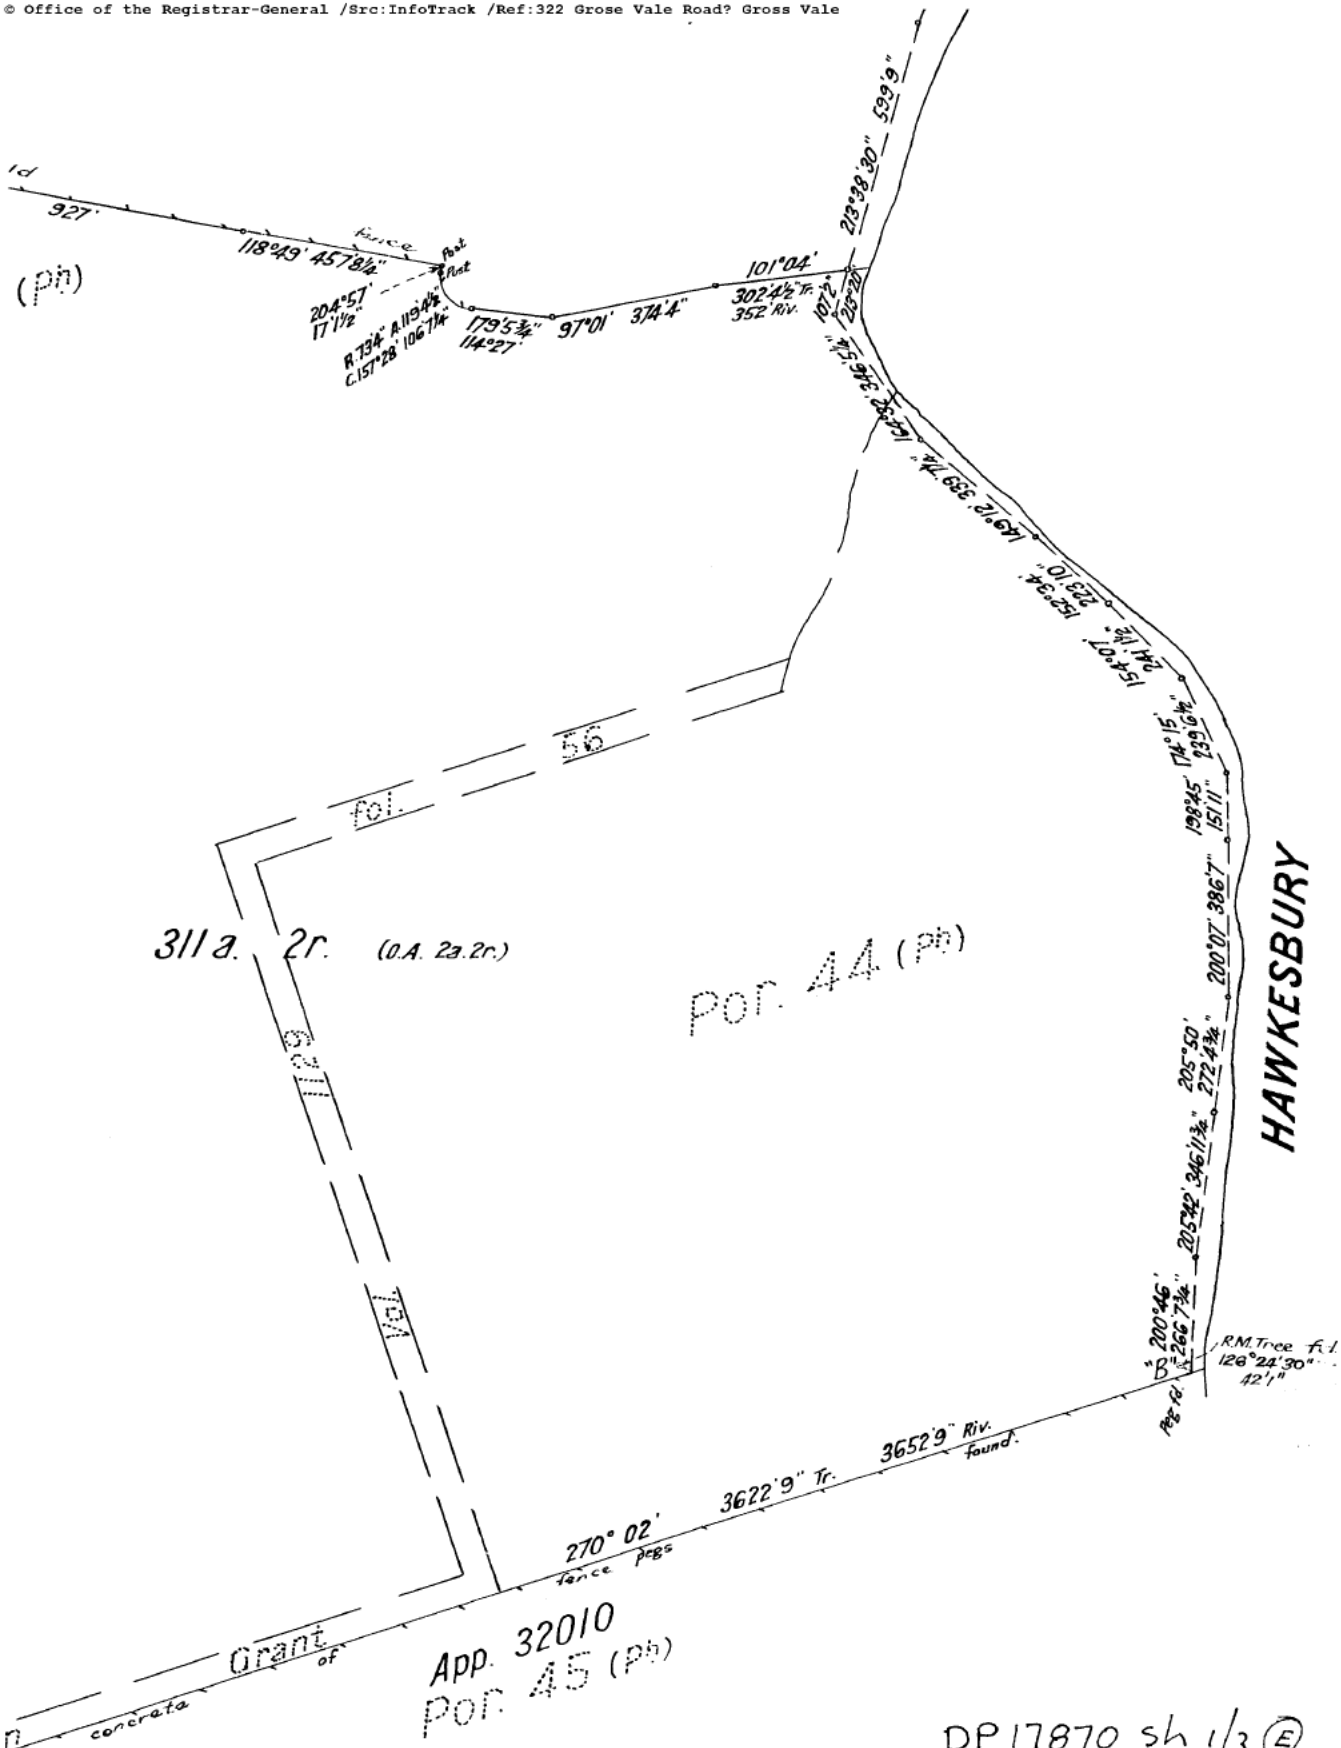 © Office of the Registrar-General /Src:InfoTrack /Ref:322 Grose Vale Road? Gross Vale
213°38'30" 599'9"
927'
fence
118°49' 457'8¼"
Post
Post
(Ph)
204°57'
17'1½"
R.73'4" A.119'4½"
C.157°28' 106'7¼"
179'5¾"
114°27'
97°01' 374'4"
101°04'
302'4½" Tr.
352' Riv.
107'2"
213°20'
164°32' 346'5¼"
149°12' 339'7¼"
152°34'
223'10"
154°07'
241'1½"
174°15'
239'6½"
198°45'
151'11"
200°07' 386'7"
205°50'
272'4¾"
205°42' 346'11¾"
200°46'
266'7¾"
"B"
Peg fd.
R.M. Tree fd.
126°24'30"
42'1"
HAWKESBURY
56
fol.
311a. 2r. (O.A. 2a.2r.)
Por. 44 (Ph)
1129
Vol.
3652'9" Riv.
found.
3622'9" Tr.
270° 02'
fence pegs
Grant
of
concrete
App. 32010
Por. 45 (Ph)
DP 17870 Sh 1/3 (E)